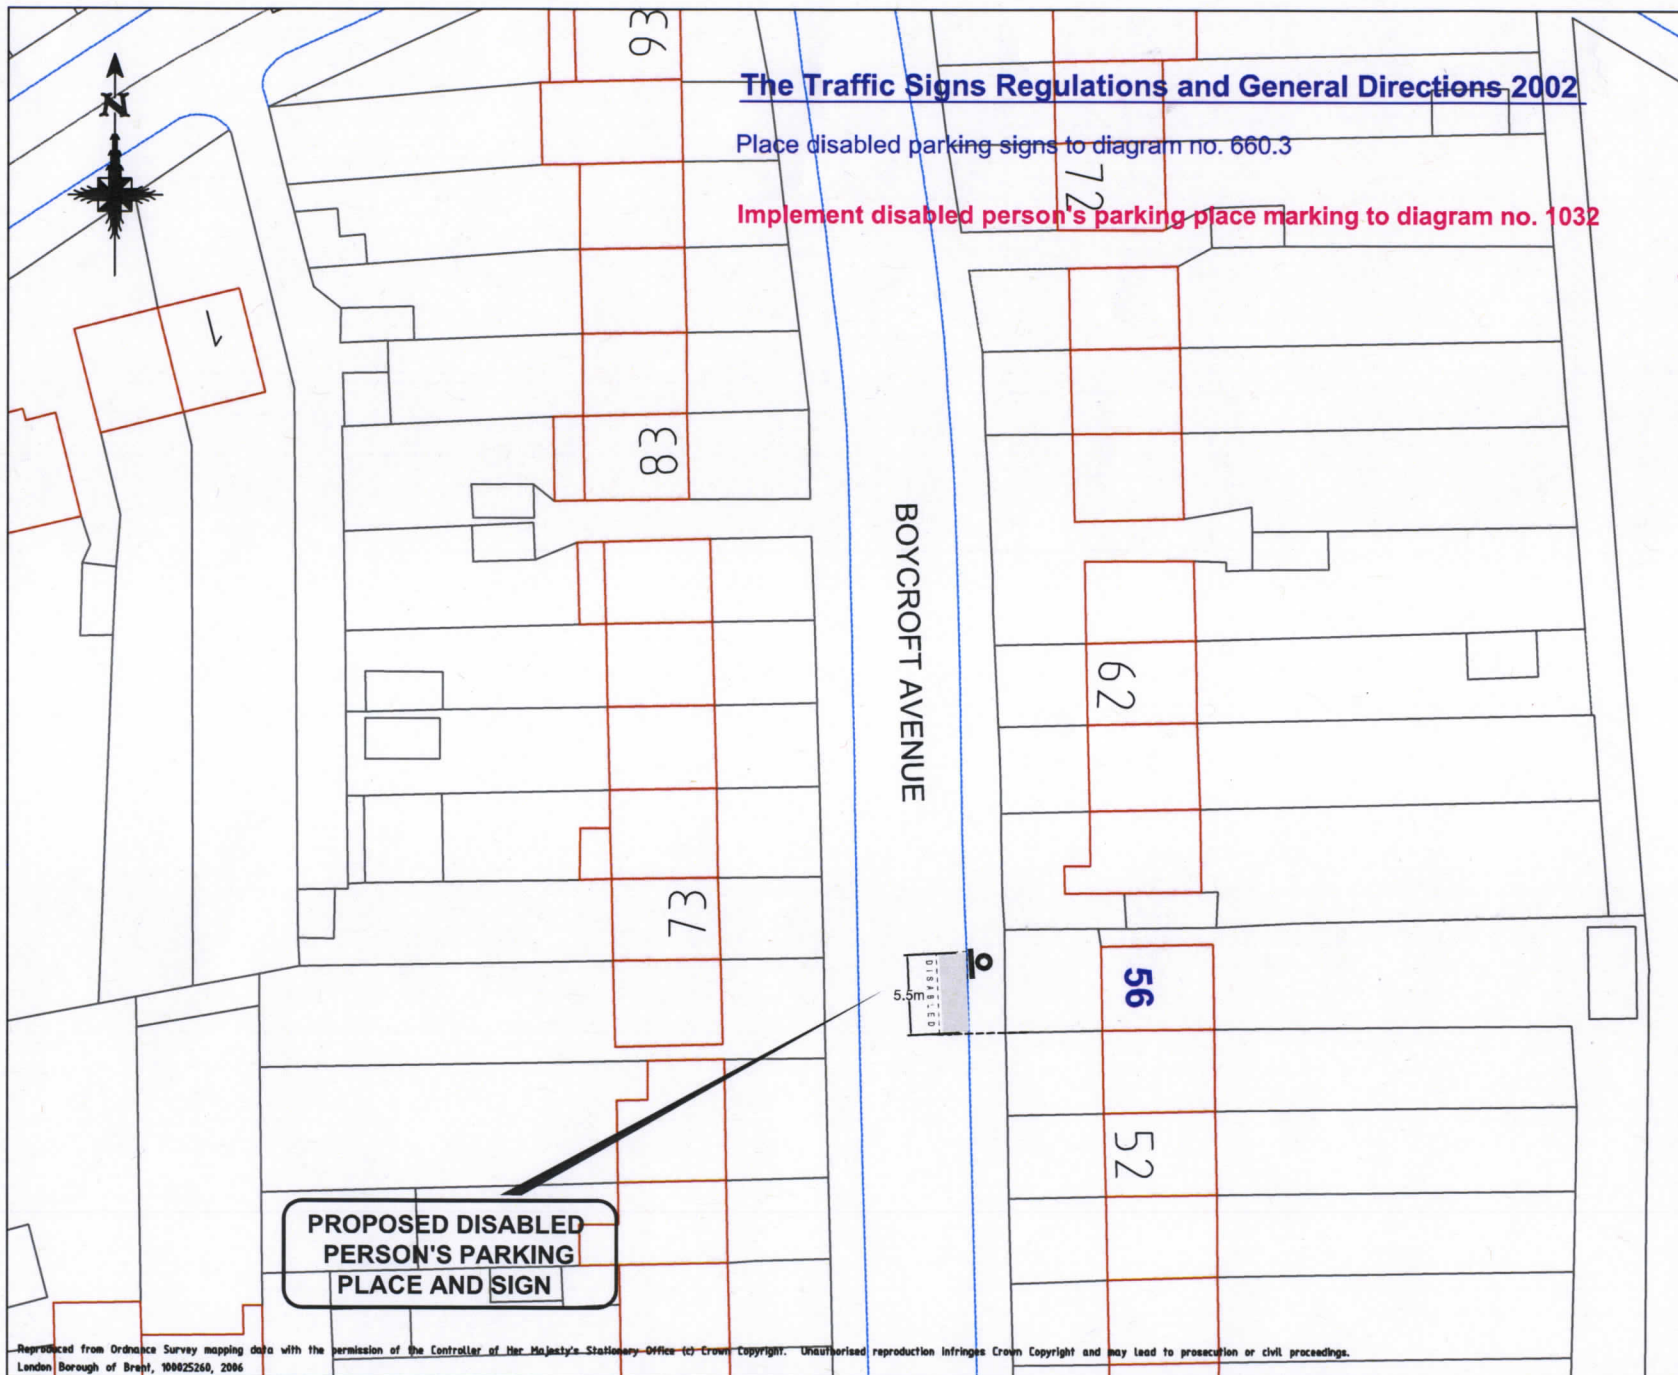 93
The Traffic Signs Regulations and General Directions 2002
N
Place disabled parking signs to diagram no. 660.3
72
Implement disabled person's parking place marking to diagram no. 1032
1
83
BOYCROFT AVENUE
62
73
56
5.5m
DISABLED
52
PROPOSED DISABLED
PERSON'S PARKING
PLACE AND SIGN
Reproduced from Ordnance Survey mapping data with the permission of the Controller of Her Majesty's Stationery Office (c) Crown Copyright. Unauthorised reproduction infringes Crown Copyright and may lead to prosecution or civil proceedings.
London Borough of Brent, 100025260, 2006